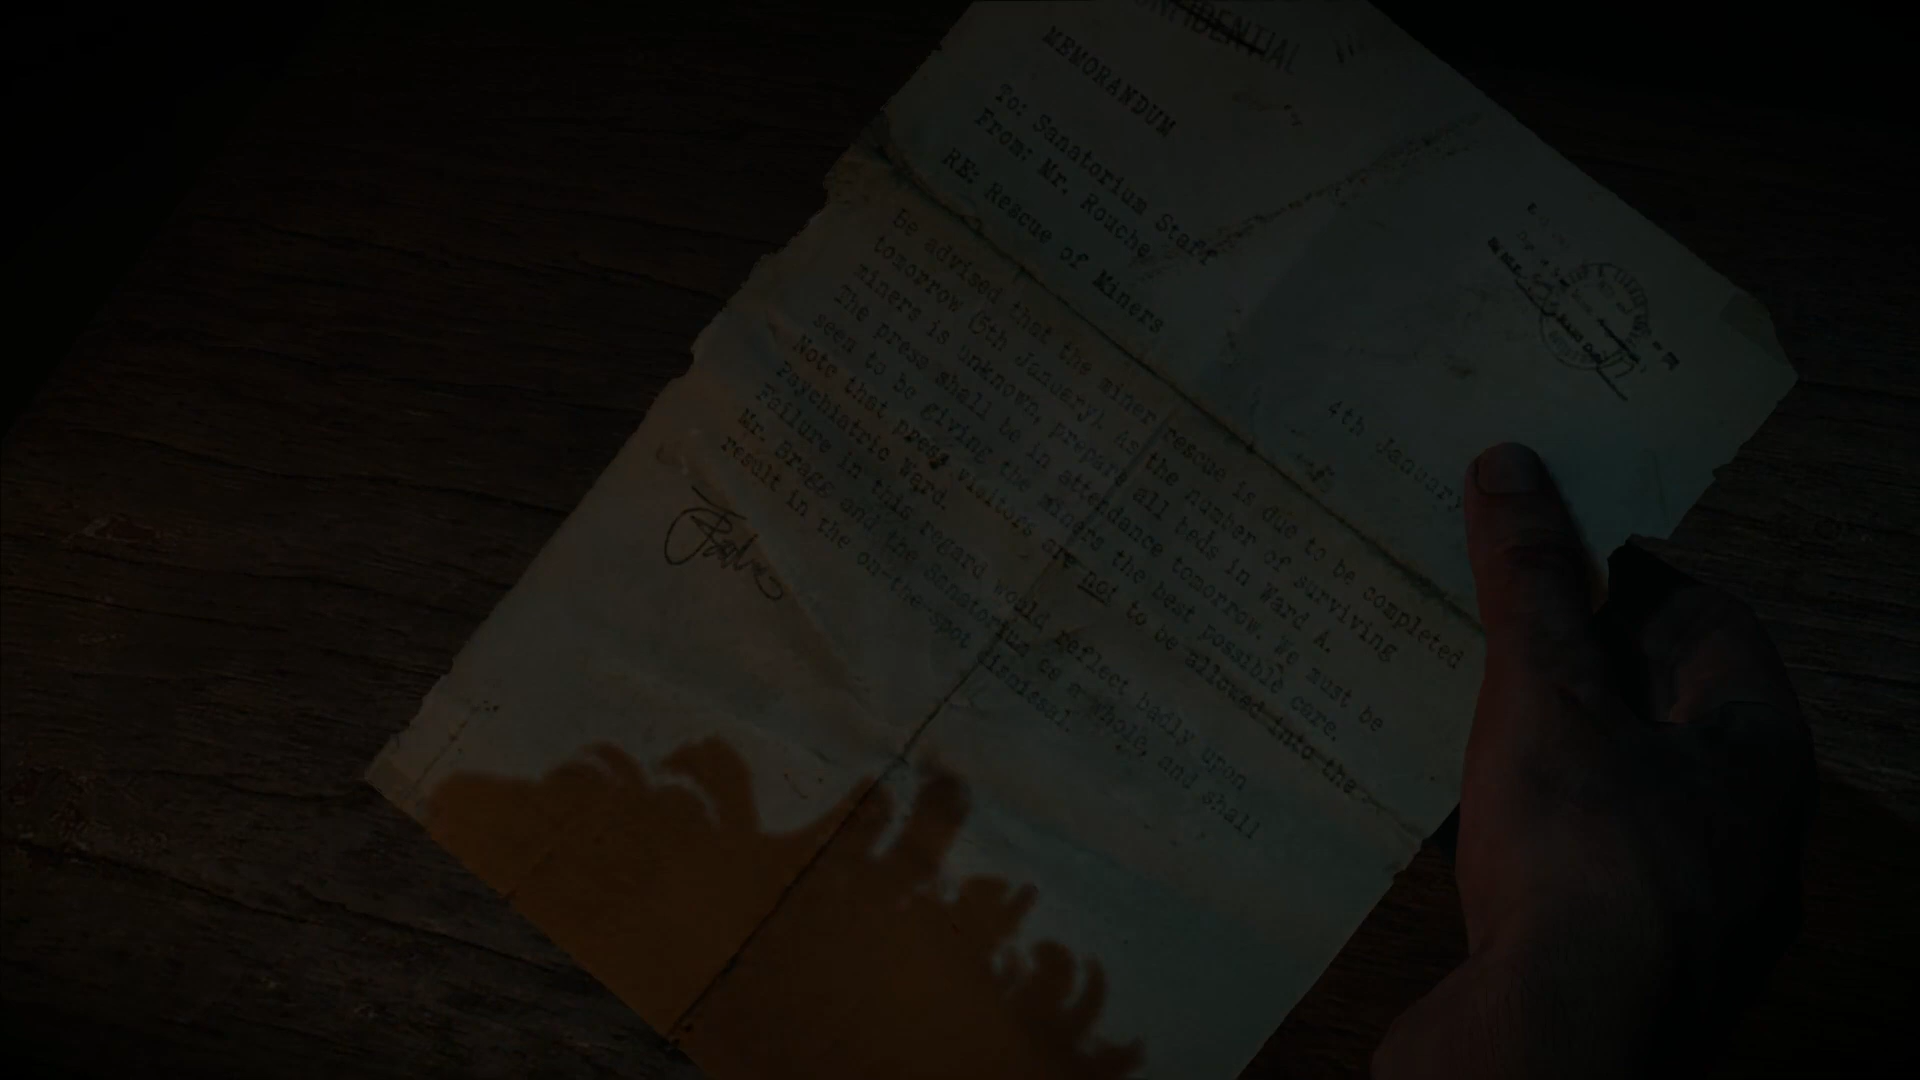 CONFIDENTIAL
MEMORANDUM
To: Sanatorium Staff
From: Mr. Rouche
RE: Rescue of Miners
4th January
be advised that the miner rescue is due to be completed
tomorrow (5th January). As the number of surviving
miners is unknown, prepare all beds in Ward A.
The press shall be in attendance tomorrow. We must be
seen to be giving the miners the best possible care.
Note that press visitors are not to be allowed into the
Psychiatric Ward.
Failure in this regard would reflect badly upon
Mr. Bragg and the Sanatorium as a whole, and shall
result in the on-the-spot dismissal.